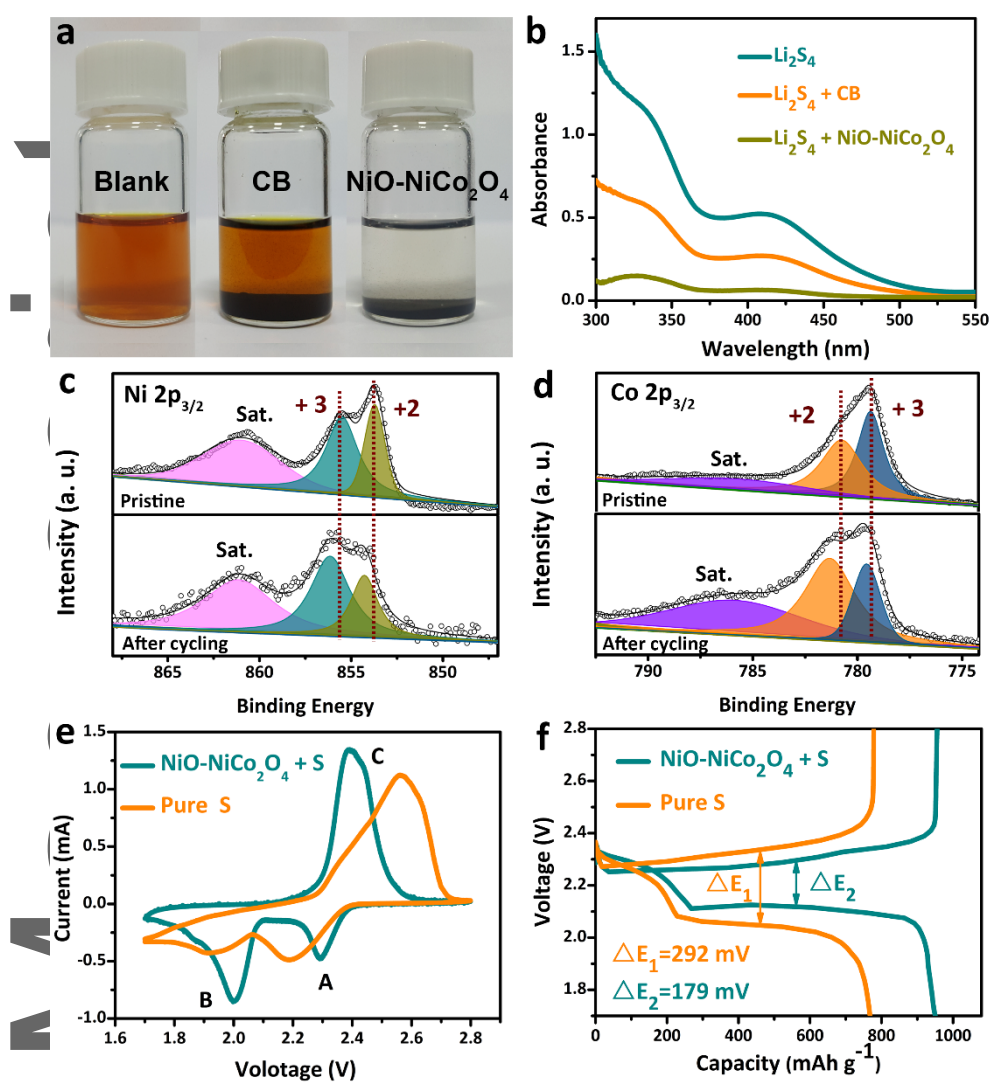 a
Blank
CB
NiO-NiCo₂O₄
b
1.5
1.0
0.5
0.0
Absorbance
Li₂S₄
Li₂S₄ + CB
Li₂S₄ + NiO-NiCo₂O₄
300 350 400 450 500 550
Wavelength (nm)
c
Ni 2p₃/₂
Sat.
+ 3
+2
Pristine
Sat.
After cycling
Intensity (a. u.)
865 860 855 850
Binding Energy
d
Co 2p₃/₂
+2
+ 3
Sat.
Pristine
Sat.
After cycling
Intensity (a. u.)
790 785 780 775
Binding Energy
e
1.5
1.0
0.5
0.0
-0.5
-1.0
Current (mA)
NiO-NiCo₂O₄ + S
Pure S
C
A
B
1.6 1.8 2.0 2.2 2.4 2.6 2.8
Volotage (V)
f
2.8
2.6
2.4
2.2
2.0
1.8
Voltage (V)
NiO-NiCo₂O₄ + S
Pure S
△E₁
△E₂
△E₁=292 mV
△E₂=179 mV
0 200 400 600 800 1000
Capacity (mAh g⁻¹)